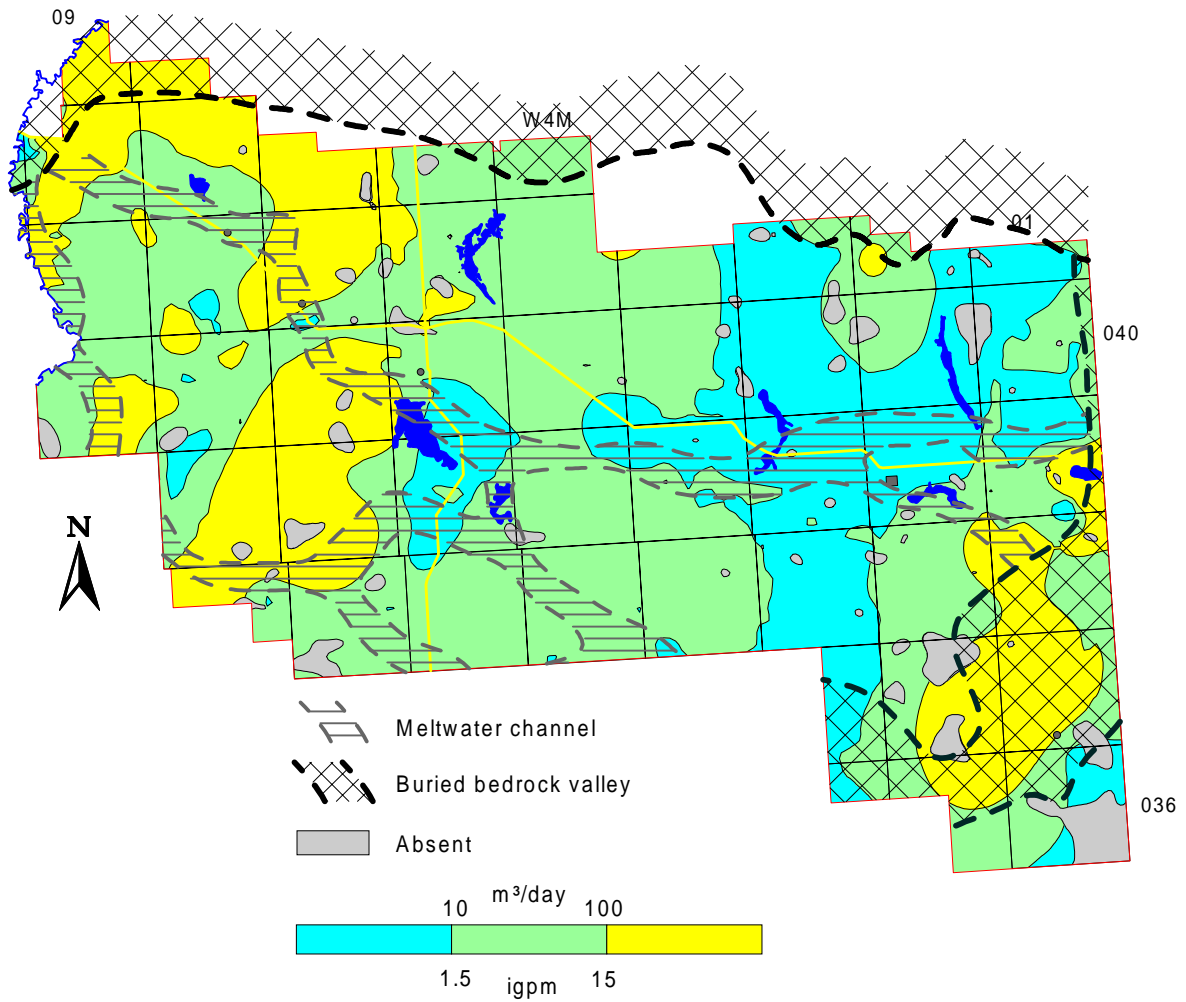 09
W4M
01
040
N
Meltwater channel
Buried bedrock valley
036
Absent
m³/day
10 100
1.5 15
igpm